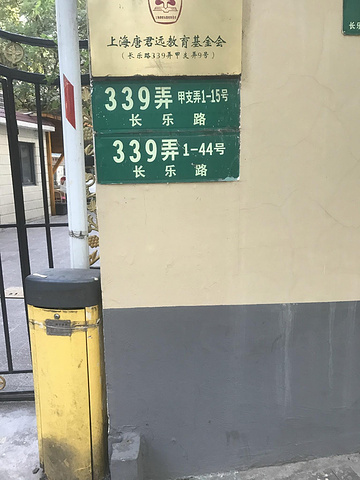 上海唐君远教育基金会
(长乐路339弄甲支弄9号)
339弄 甲支弄1-15号
长乐路
339弄 1-44号
长乐路